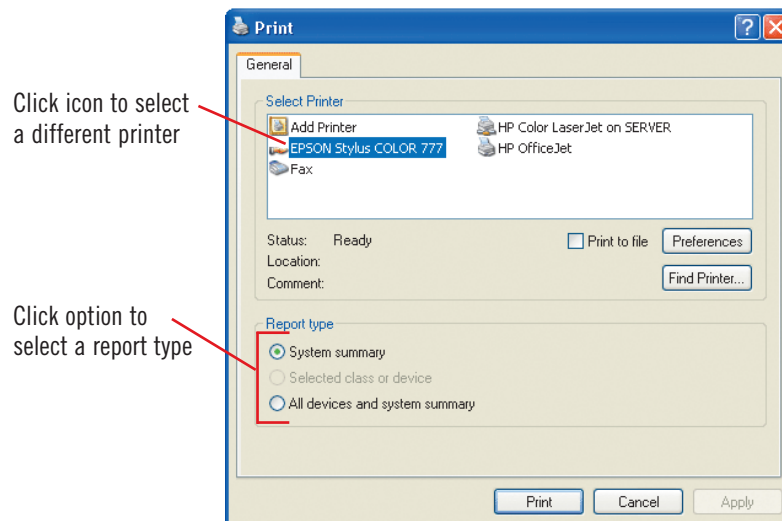 Print
General
Click icon to select
a different printer
Select Printer
Add Printer
HP Color LaserJet on SERVER
EPSON Stylus COLOR 777
HP OfficeJet
Fax
Status: Ready
Print to file
Preferences
Location:
Comment:
Find Printer...
Click option to
select a report type
Report type
System summary
Selected class or device
All devices and system summary
Print
Cancel
Apply